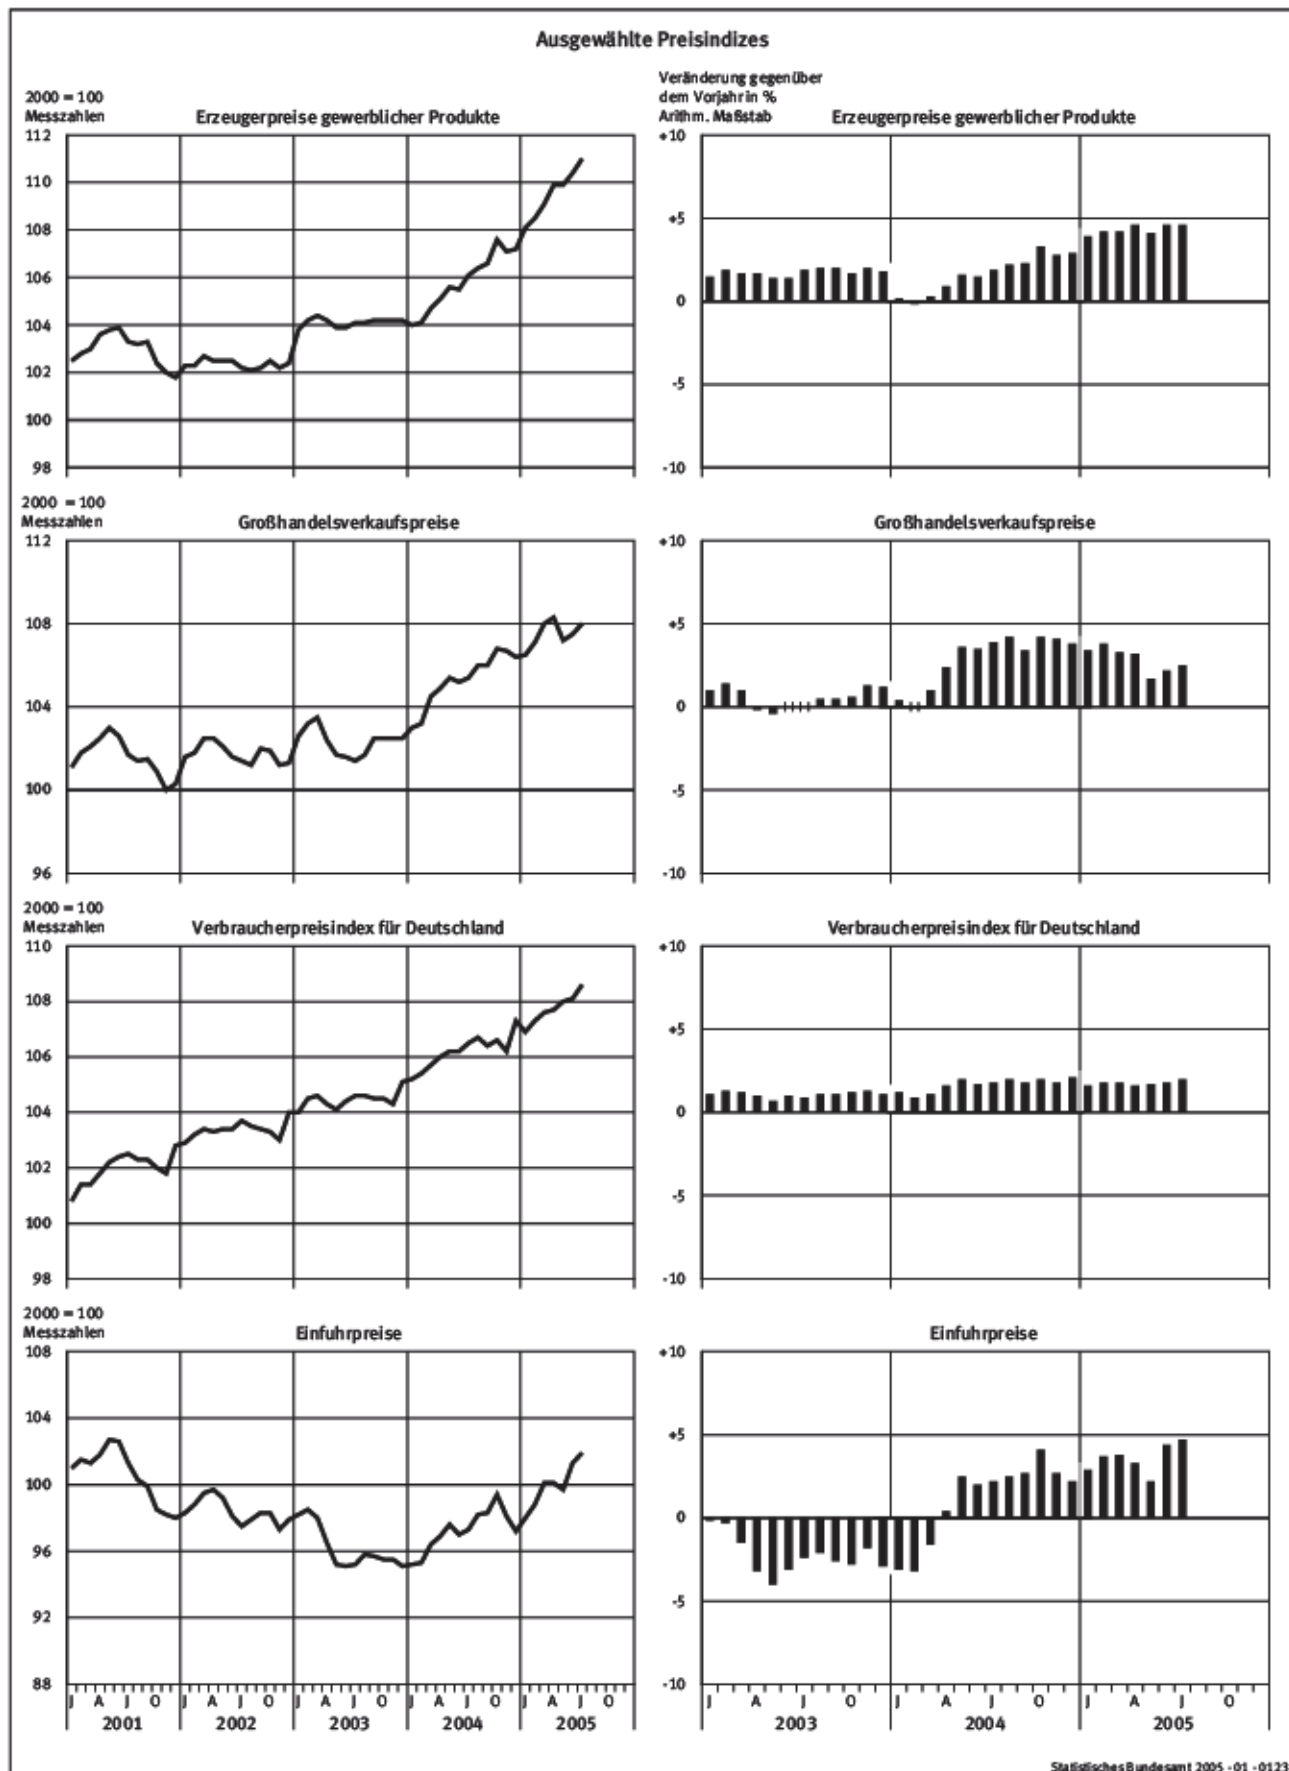 Ausgewählte Preisindizes
2000 = 100
Messzahlen
Erzeugerpreise gewerblicher Produkte
112
110
108
106
104
102
100
98
Veränderung gegenüber
dem Vorjahr in %
Arithm. Maßstab
Erzeugerpreise gewerblicher Produkte
+10
+5
0
-5
-10
2000 = 100
Messzahlen
Großhandelsverkaufspreise
112
108
104
100
96
Großhandelsverkaufspreise
+10
+5
0
-5
-10
2000 = 100
Messzahlen
Verbraucherpreisindex für Deutschland
110
108
106
104
102
100
98
Verbraucherpreisindex für Deutschland
+10
+5
0
-5
-10
2000 = 100
Messzahlen
Einfuhrpreise
108
104
100
96
92
88
J A J O J A J O J A J O J A J O J A J O
2001 2002 2003 2004 2005
Einfuhrpreise
+10
+5
0
-5
-10
J A J O J A J O J A J O
2003 2004 2005
Statistisches Bundesamt 2005 - 01 - 0123